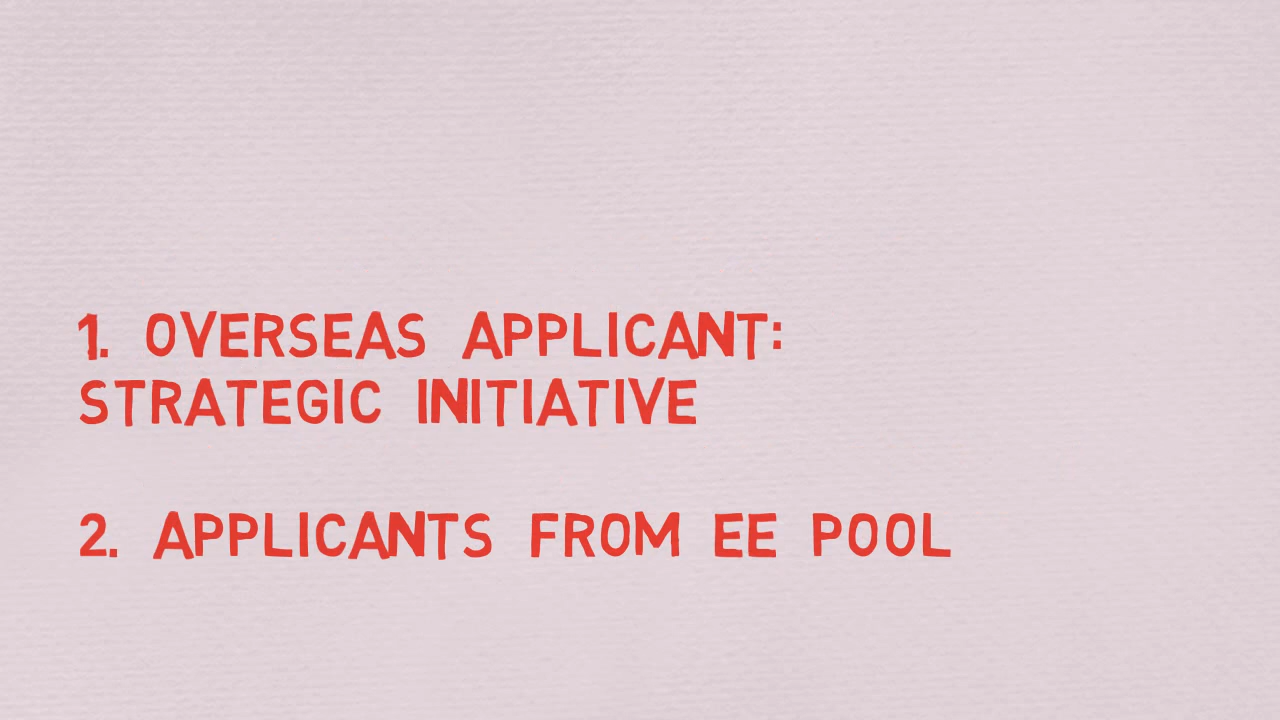 1. OVERSEAS APPLICANT:
STRATEGIC INITIATIVE
2. APPLICANTS FROM EE POOL